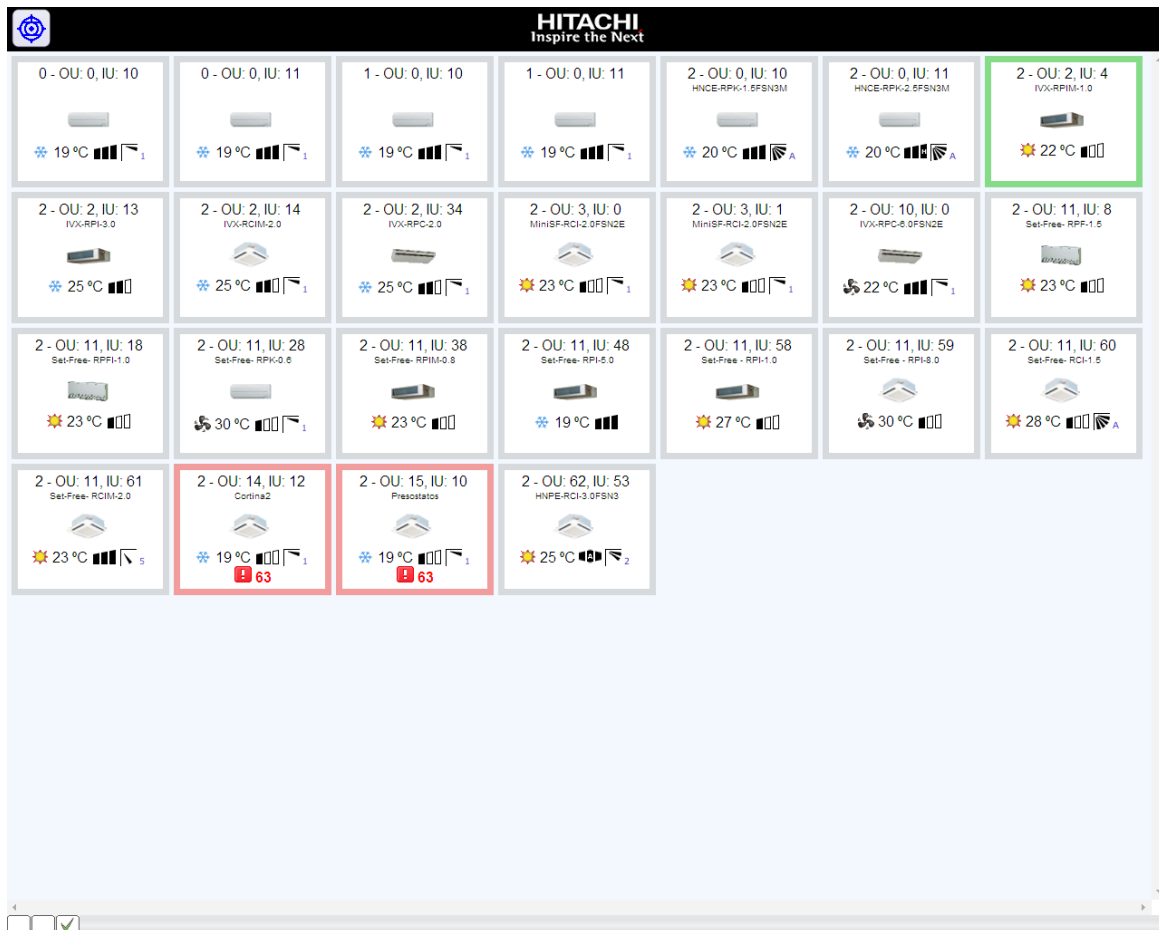 HITACHI
Inspire the Next
0 - OU: 0, IU: 10
19 ºC
1
0 - OU: 0, IU: 11
19 ºC
1
1 - OU: 0, IU: 10
19 ºC
1
1 - OU: 0, IU: 11
19 ºC
1
2 - OU: 0, IU: 10
HNCE-RPK-1.5FSN3M
20 ºC
A
2 - OU: 0, IU: 11
HNCE-RPK-2.5FSN3M
20 ºC
H
A
2 - OU: 2, IU: 4
IVX-RPIM-1.0
22 ºC
2 - OU: 2, IU: 13
IVX-RPI-3.0
25 ºC
2 - OU: 2, IU: 14
IVX-RCIM-2.0
25 ºC
1
2 - OU: 2, IU: 34
IVX-RPC-2.0
25 ºC
1
2 - OU: 3, IU: 0
MiniSF-RCI-2.0FSN2E
23 ºC
1
2 - OU: 3, IU: 1
MiniSF-RCI-2.0FSN2E
23 ºC
1
2 - OU: 10, IU: 0
IVX-RPC-6.0FSN2E
22 ºC
1
2 - OU: 11, IU: 8
Set-Free- RPF-1.5
23 ºC
2 - OU: 11, IU: 18
Set-Free- RPFI-1.0
23 ºC
2 - OU: 11, IU: 28
Set-Free- RPK-0.6
30 ºC
1
2 - OU: 11, IU: 38
Set-Free- RPIM-0.8
23 ºC
2 - OU: 11, IU: 48
Set-Free- RPI-5.0
19 ºC
2 - OU: 11, IU: 58
Set-Free - RPI-1.0
27 ºC
2 - OU: 11, IU: 59
Set-Free - RPI-8.0
30 ºC
2 - OU: 11, IU: 60
Set-Free- RCI-1.5
28 ºC
A
2 - OU: 11, IU: 61
Set-Free- RCIM-2.0
23 ºC
5
2 - OU: 14, IU: 12
Cortina2
19 ºC
1
63
2 - OU: 15, IU: 10
Presostatos
19 ºC
1
63
2 - OU: 62, IU: 53
HNPE-RCI-3.0FSN3
25 ºC
A
2